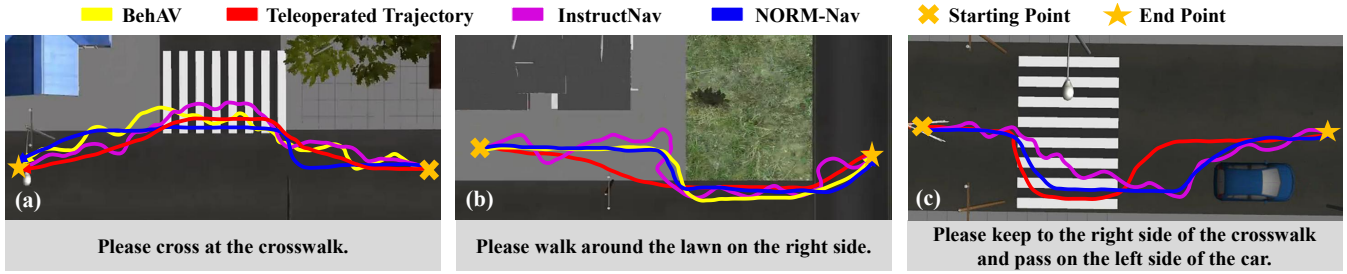 BehAV Teleoperated Trajectory InstructNav NORM-Nav Starting Point End Point
(a)
(b)
(c)
Please cross at the crosswalk.
Please walk around the lawn on the right side.
Please keep to the right side of the crosswalk
and pass on the left side of the car.